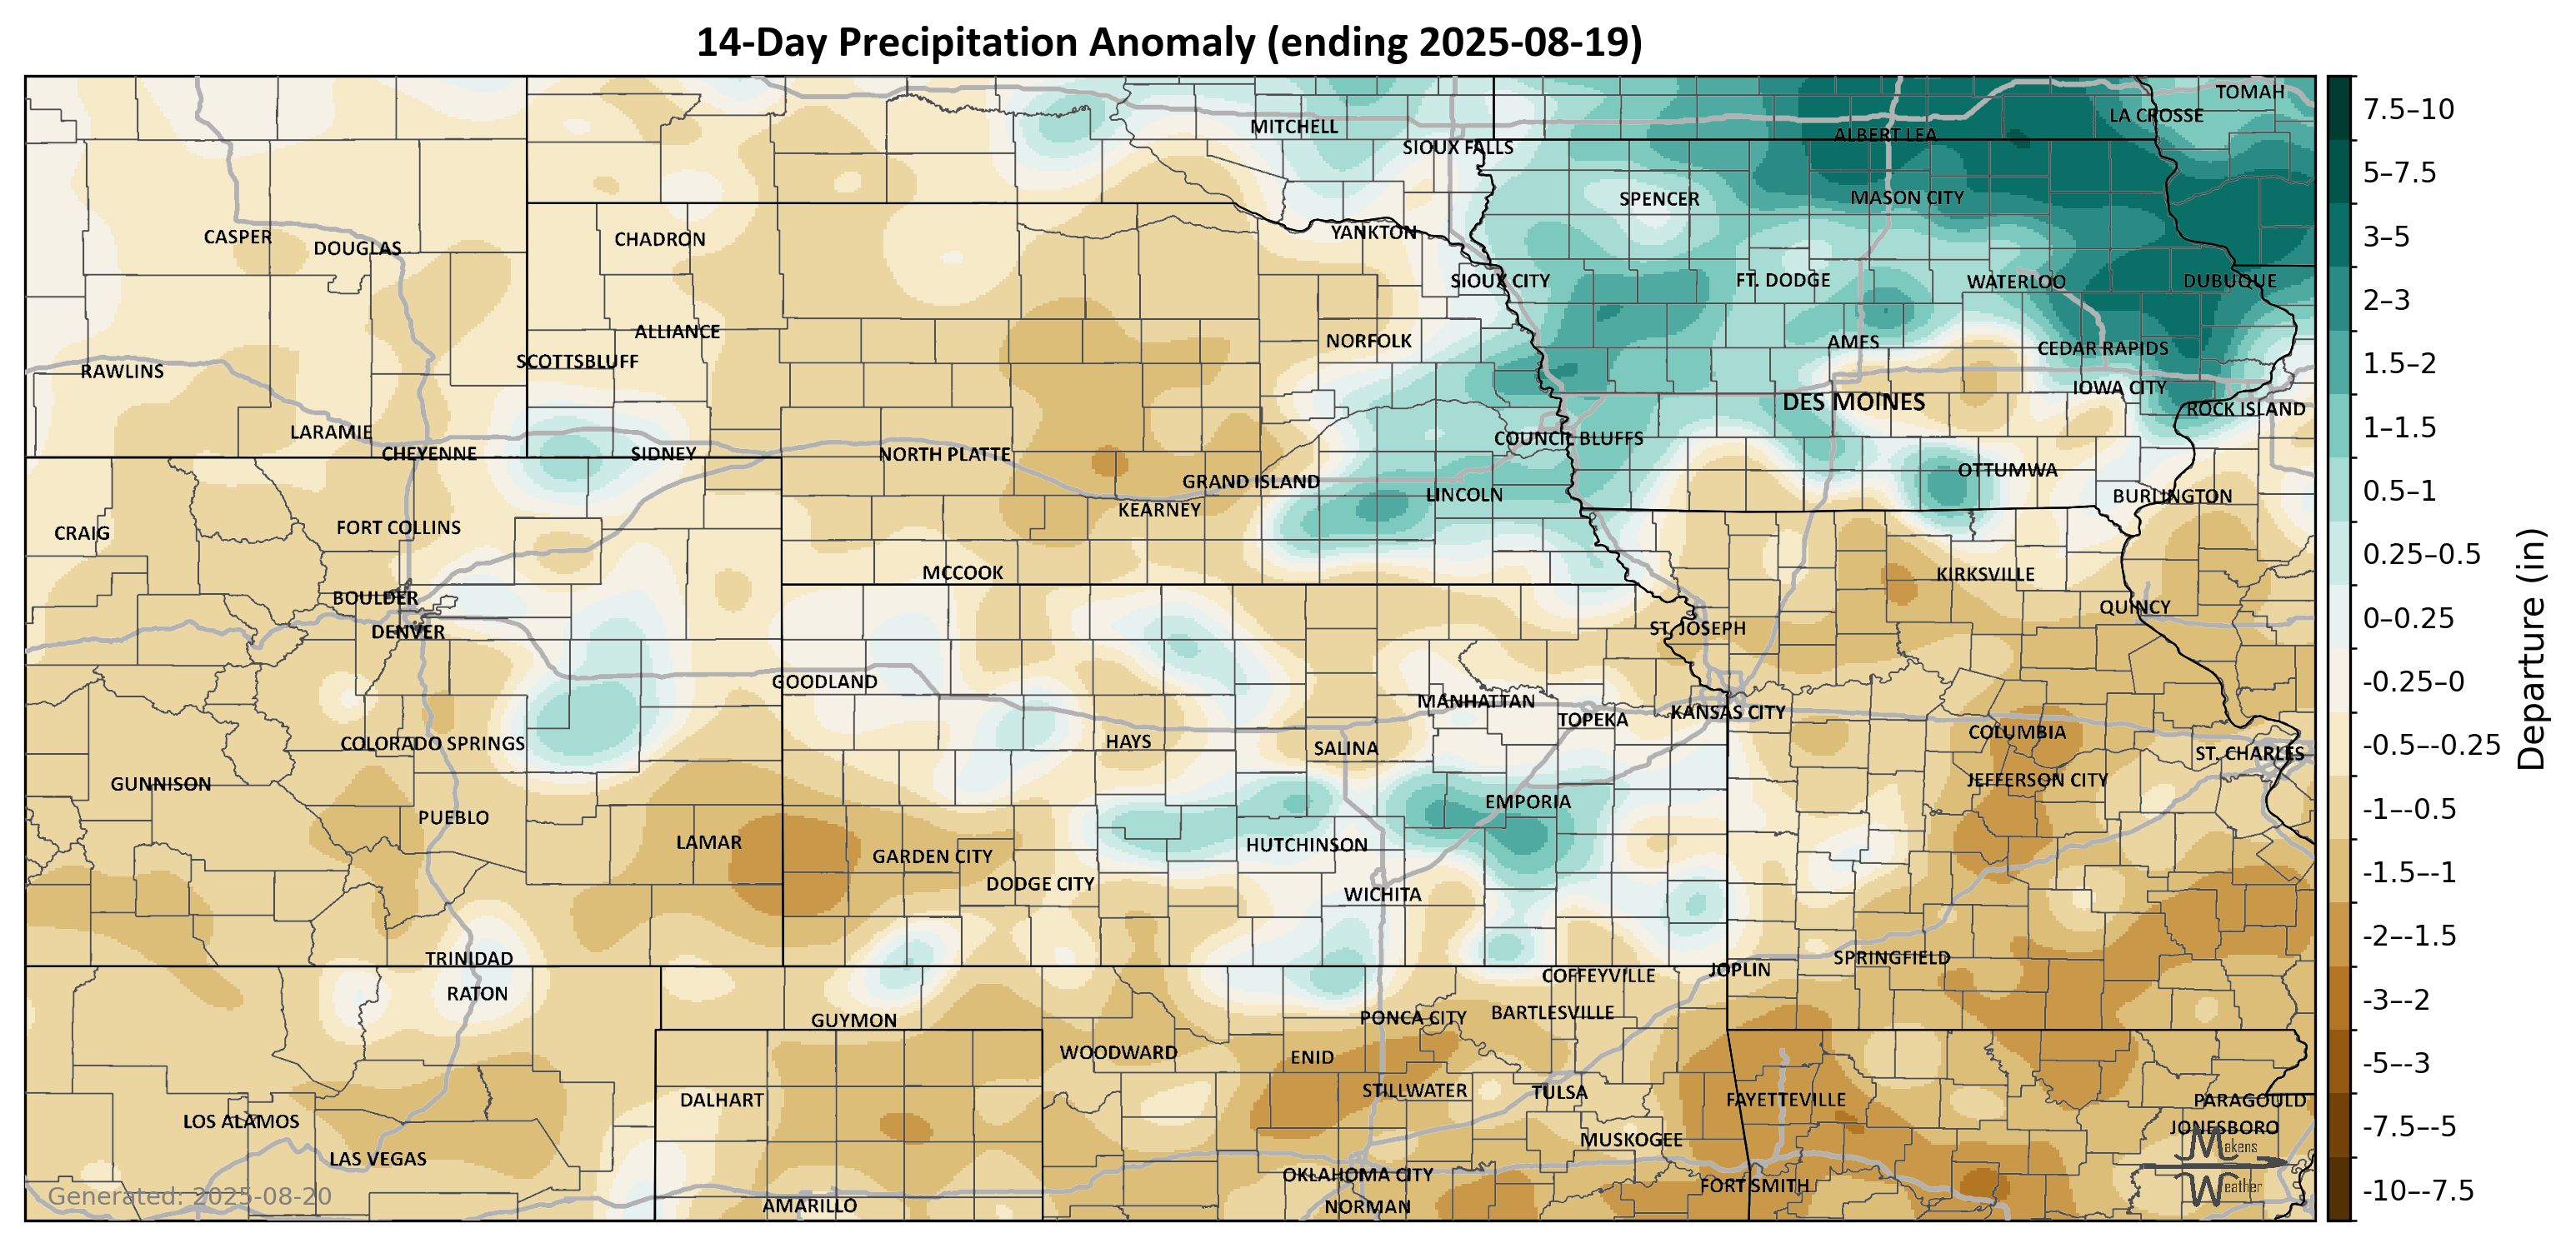 14-Day Precipitation Anomaly (ending 2025-08-19)
TOMAH
LA CROSSE
MITCHELL
ALBERT LEA
SIOUX FALLS
SPENCER
MASON CITY
CASPER
DOUGLAS
CHADRON
YANKTON
SIOUX CITY
FT. DODGE
WATERLOO
DUBUQUE
ALLIANCE
NORFOLK
AMES
CEDAR RAPIDS
SCOTTSBLUFF
RAWLINS
IOWA CITY
DES MOINES
ROCK ISLAND
LARAMIE
COUNCIL BLUFFS
CHEYENNE
SIDNEY
NORTH PLATTE
OTTUMWA
GRAND ISLAND
LINCOLN
BURLINGTON
KEARNEY
CRAIG
FORT COLLINS
MCCOOK
KIRKSVILLE
BOULDER
QUINCY
DENVER
ST. JOSEPH
GOODLAND
MANHATTAN
TOPEKA
KANSAS CITY
COLUMBIA
COLORADO SPRINGS
HAYS
SALINA
ST. CHARLES
GUNNISON
JEFFERSON CITY
EMPORIA
PUEBLO
LAMAR
HUTCHINSON
GARDEN CITY
DODGE CITY
WICHITA
TRINIDAD
SPRINGFIELD
JOPLIN
COFFEYVILLE
RATON
BARTLESVILLE
GUYMON
PONCA CITY
WOODWARD
ENID
STILLWATER
TULSA
DALHART
FAYETTEVILLE
PARAGOULD
LOS ALAMOS
JONESBORO
MUSKOGEE
Makens
LAS VEGAS
OKLAHOMA CITY
FORT SMITH
Weather
Generated: 2025-08-20
AMARILLO
NORMAN
7.5–10
5–7.5
3–5
2–3
1.5–2
1–1.5
0.5–1
0.25–0.5
0–0.25
-0.25–0
-0.5–-0.25
-1–-0.5
-1.5–-1
-2–-1.5
-3–-2
-5–-3
-7.5–-5
-10–-7.5
Departure (in)